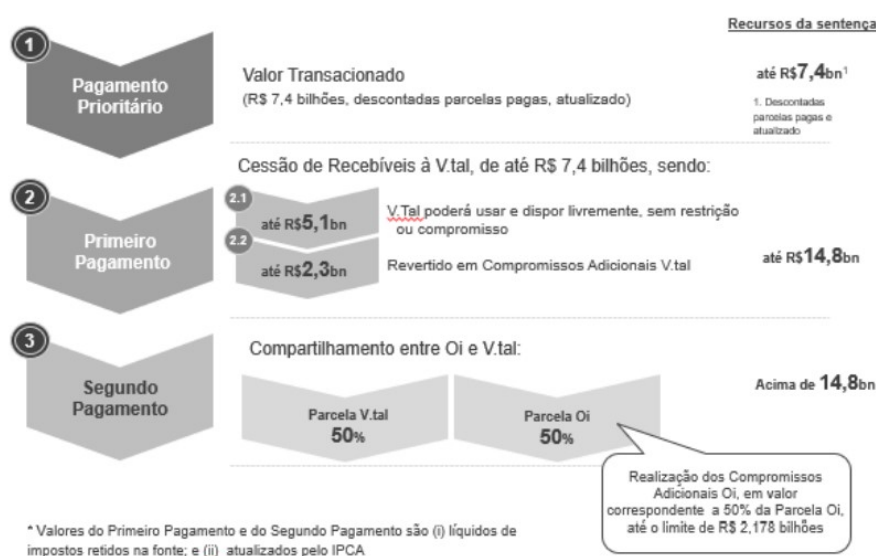 Recursos da sentença
1
Pagamento
Prioritário
Valor Transacionado
(R$ 7,4 bilhões, descontadas parcelas pagas, atualizado)
até R$7,4bn¹
1. Descontadas
parcelas pagas e
atualizado
Cessão de Recebíveis à V.tal, de até R$ 7,4 bilhões, sendo:
2
Primeiro
Pagamento
2.1
até R$5,1bn
V.Tal poderá usar e dispor livremente, sem restrição
ou compromisso
2.2
até R$2,3bn
Revertido em Compromissos Adicionais V.tal
até R$14,8bn
3
Segundo
Pagamento
Compartilhamento entre Oi e V.tal:
Parcela V.tal
50%
Parcela Oi
50%
Acima de 14,8bn
Realização dos Compromissos
Adicionais Oi, em valor
correspondente a 50% da Parcela Oi,
até o limite de R$ 2,178 bilhões
* Valores do Primeiro Pagamento e do Segundo Pagamento são (i) líquidos de
impostos retidos na fonte; e (ii) atualizados pelo IPCA